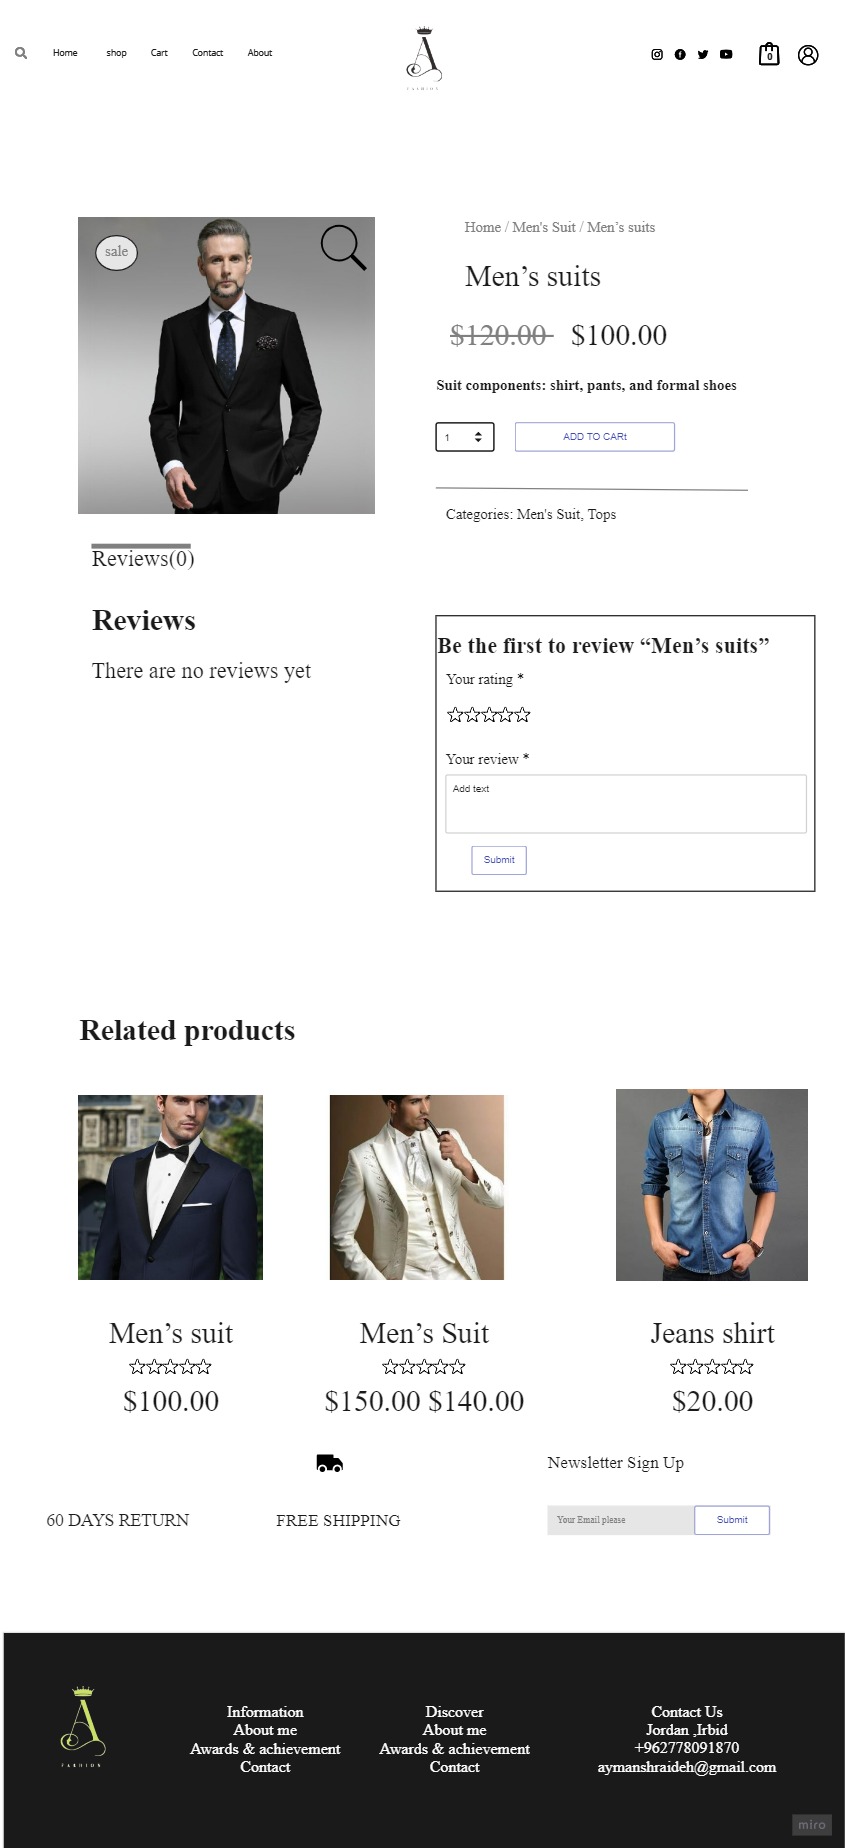 Home shop Cart Contact About
A
FASHION
0
sale
Home / Men's Suit / Men’s suits
Men’s suits
$120.00 $100.00
Suit components: shirt, pants, and formal shoes
1
ADD TO CARt
Categories: Men's Suit, Tops
Reviews(0)
Reviews
There are no reviews yet
Be the first to review “Men’s suits”
Your rating *
Your review *
Add text
Submit
Related products
Men’s suit
$100.00
Men’s Suit
$150.00 $140.00
Jeans shirt
$20.00
60 DAYS RETURN
FREE SHIPPING
Newsletter Sign Up
Your Email please
Submit
A
FASHION
Information
About me
Awards & achievement
Contact
Discover
About me
Awards & achievement
Contact
Contact Us
Jordan ,Irbid
+962778091870
aymanshraideh@gmail.com
miro